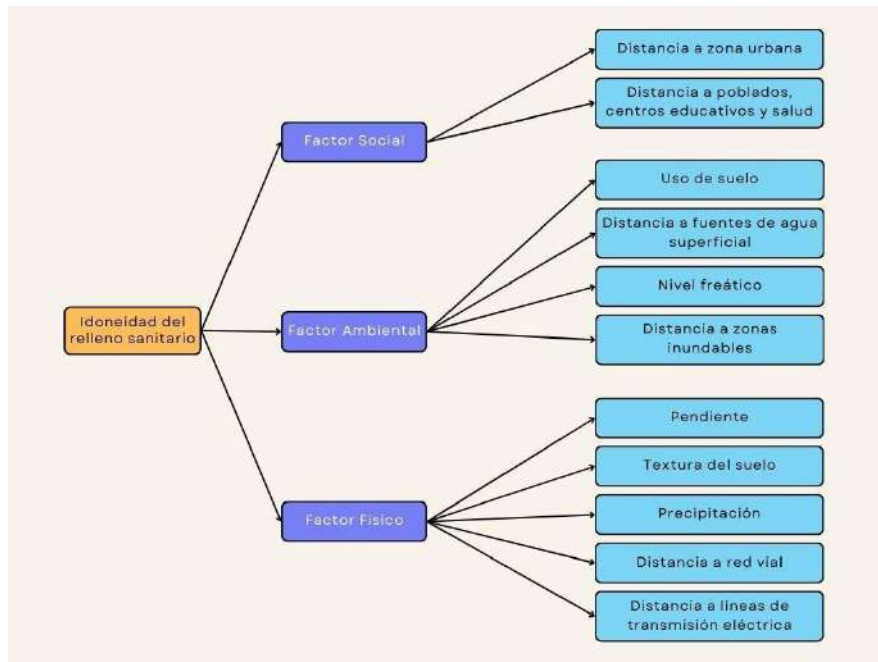 Distancia a zona urbana
Distancia a poblados,
centros educativos y salud
Factor Social
Uso de suelo
Distancia a fuentes de agua
superficial
Nivel freático
Idoneidad del
relleno sanitario
Factor Ambiental
Distancia a zonas
inundables
Pendiente
Textura del suelo
Factor Fisico
Precipitación
Distancia a red vial
Distancia a lineas de
transmisión eléctrica